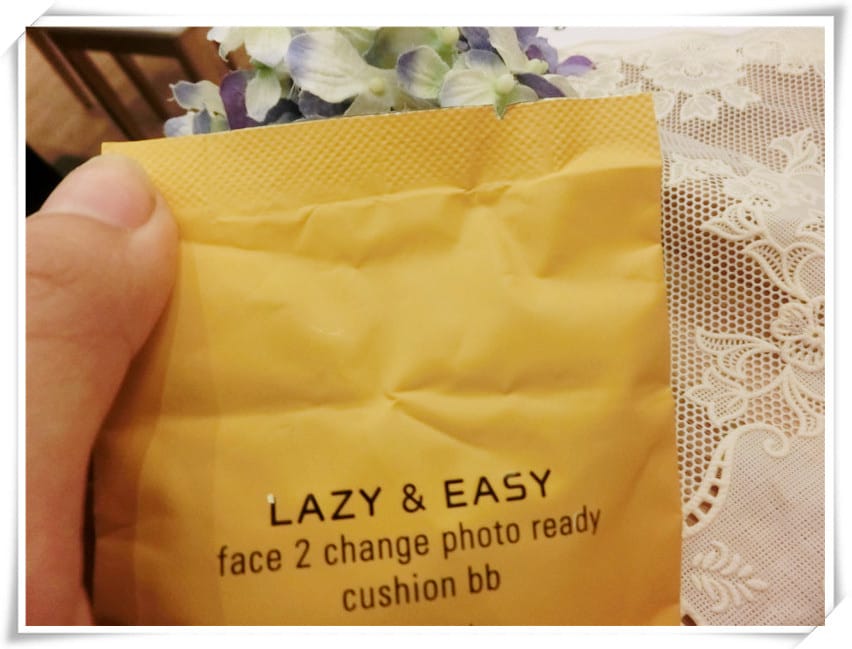 LAZY & EASY
face 2 change photo ready
cushion bb